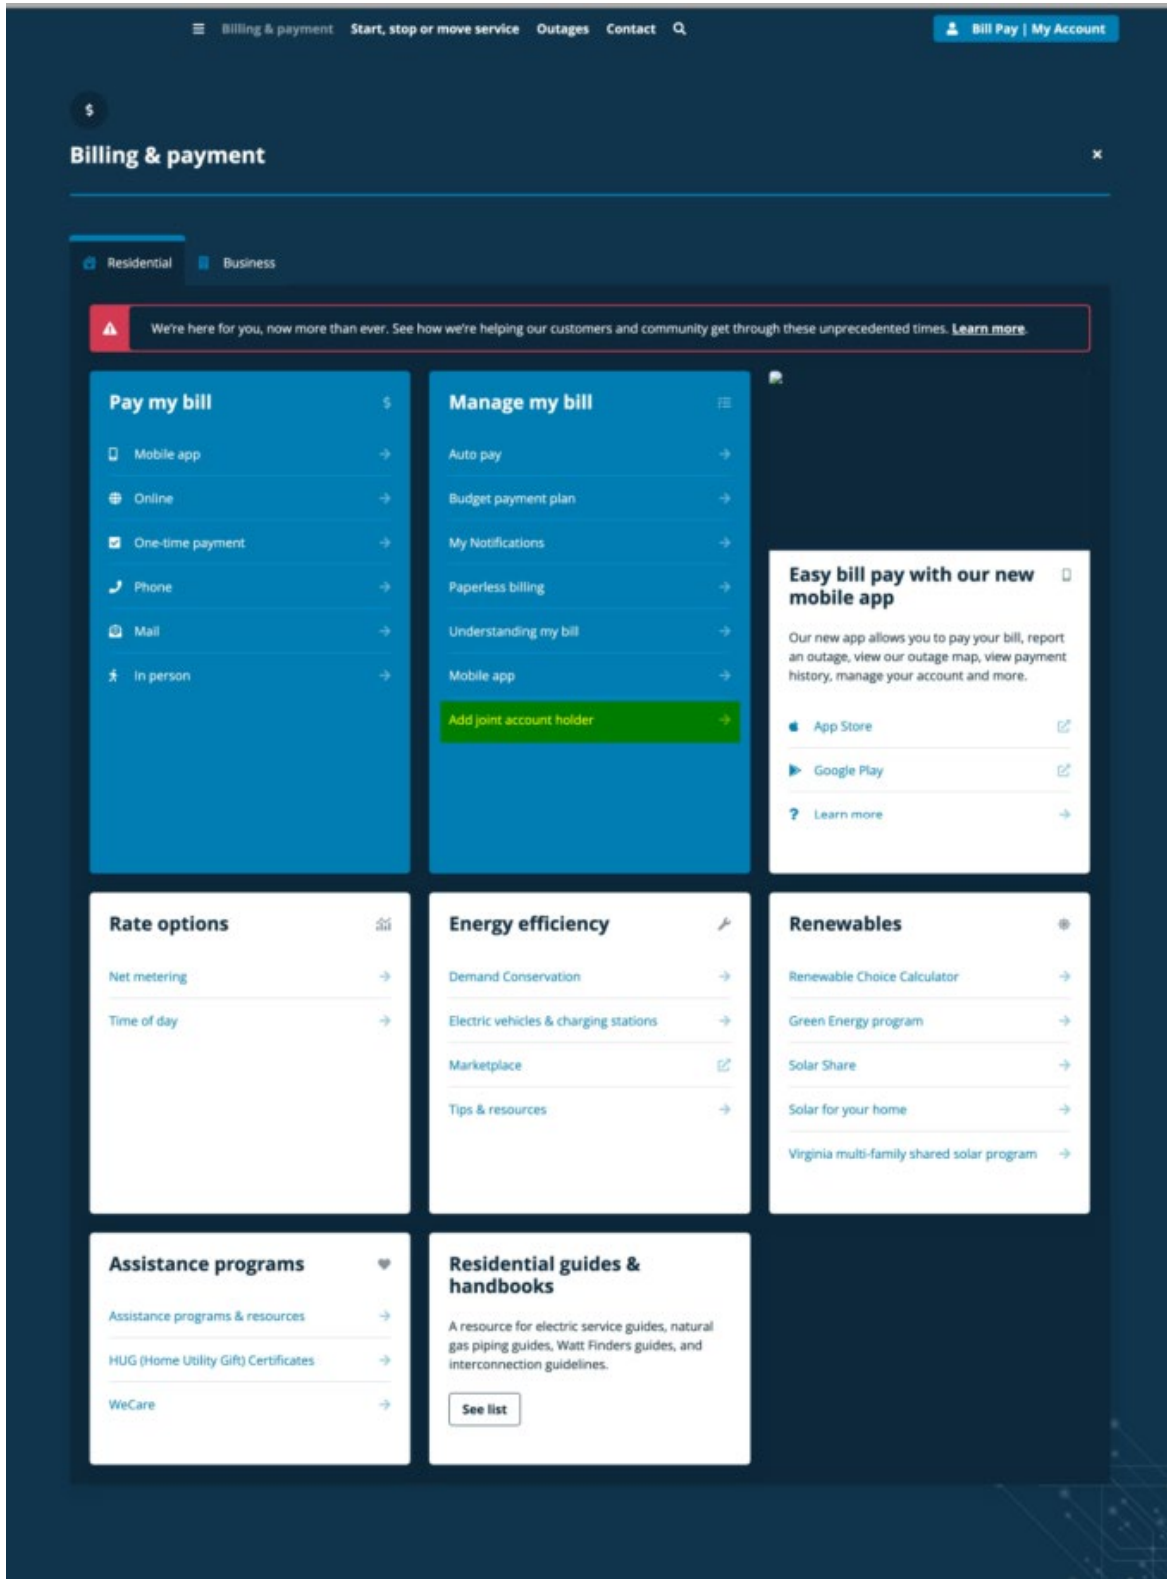 Billing & payment Start, stop or move service Outages Contact Bill Pay | My Account
$
Billing & payment
×
Residential Business
We're here for you, now more than ever. See how we're helping our customers and community get through these unprecedented times. Learn more.
Pay my bill $
Mobile app
Online
One-time payment
Phone
Mail
In person
Manage my bill
Auto pay
Budget payment plan
My Notifications
Paperless billing
Understanding my bill
Mobile app
Add joint account holder
Easy bill pay with our new
mobile app
Our new app allows you to pay your bill, report
an outage, view our outage map, view payment
history, manage your account and more.
App Store
Google Play
? Learn more
Rate options
Net metering
Time of day
Energy efficiency
Demand Conservation
Electric vehicles & charging stations
Marketplace
Tips & resources
Renewables
Renewable Choice Calculator
Green Energy program
Solar Share
Solar for your home
Virginia multi-family shared solar program
Assistance programs
Assistance programs & resources
HUG (Home Utility Gift) Certificates
WeCare
Residential guides &
handbooks
A resource for electric service guides, natural
gas piping guides, Watt Finders guides, and
interconnection guidelines.
See list